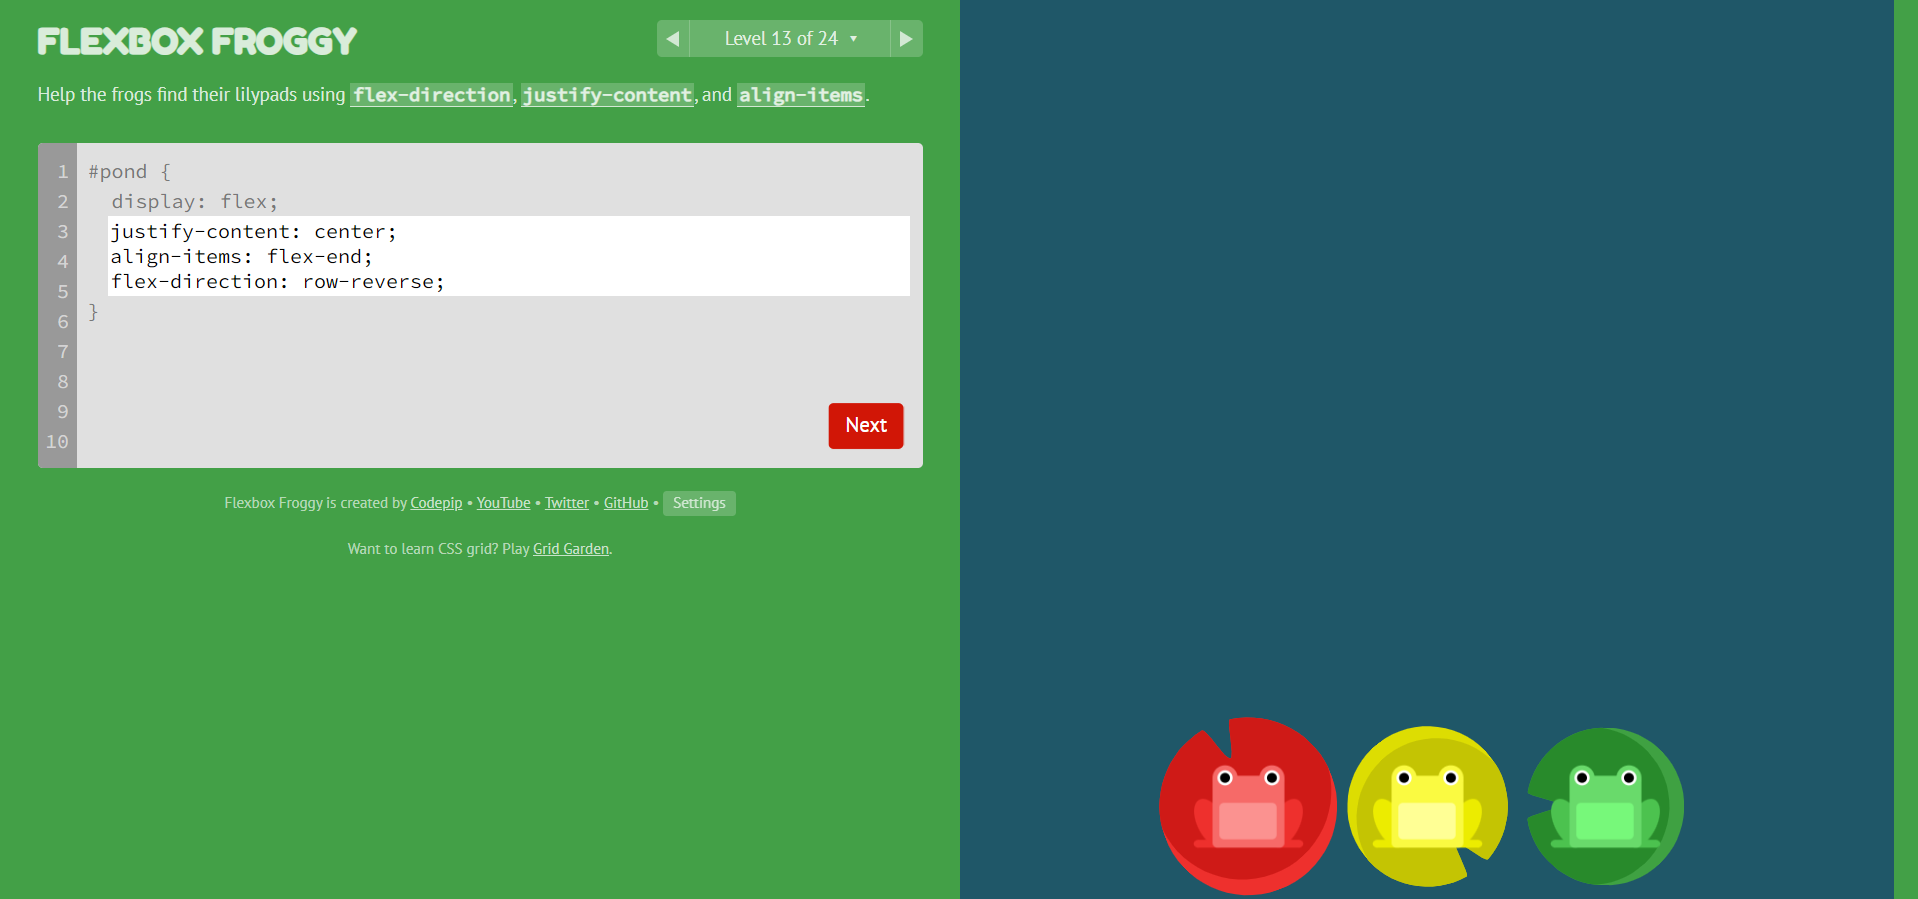 FLEXBOX FROGGY
◀ Level 13 of 24 ▾ ▶
Help the frogs find their lilypads using flex-direction, justify-content, and align-items.
1 #pond {
2 display: flex;
3 justify-content: center;
4 align-items: flex-end;
5 flex-direction: row-reverse;
6 }
7
8
9
10
Next
Flexbox Froggy is created by Codepip • YouTube • Twitter • GitHub • Settings
Want to learn CSS grid? Play Grid Garden.